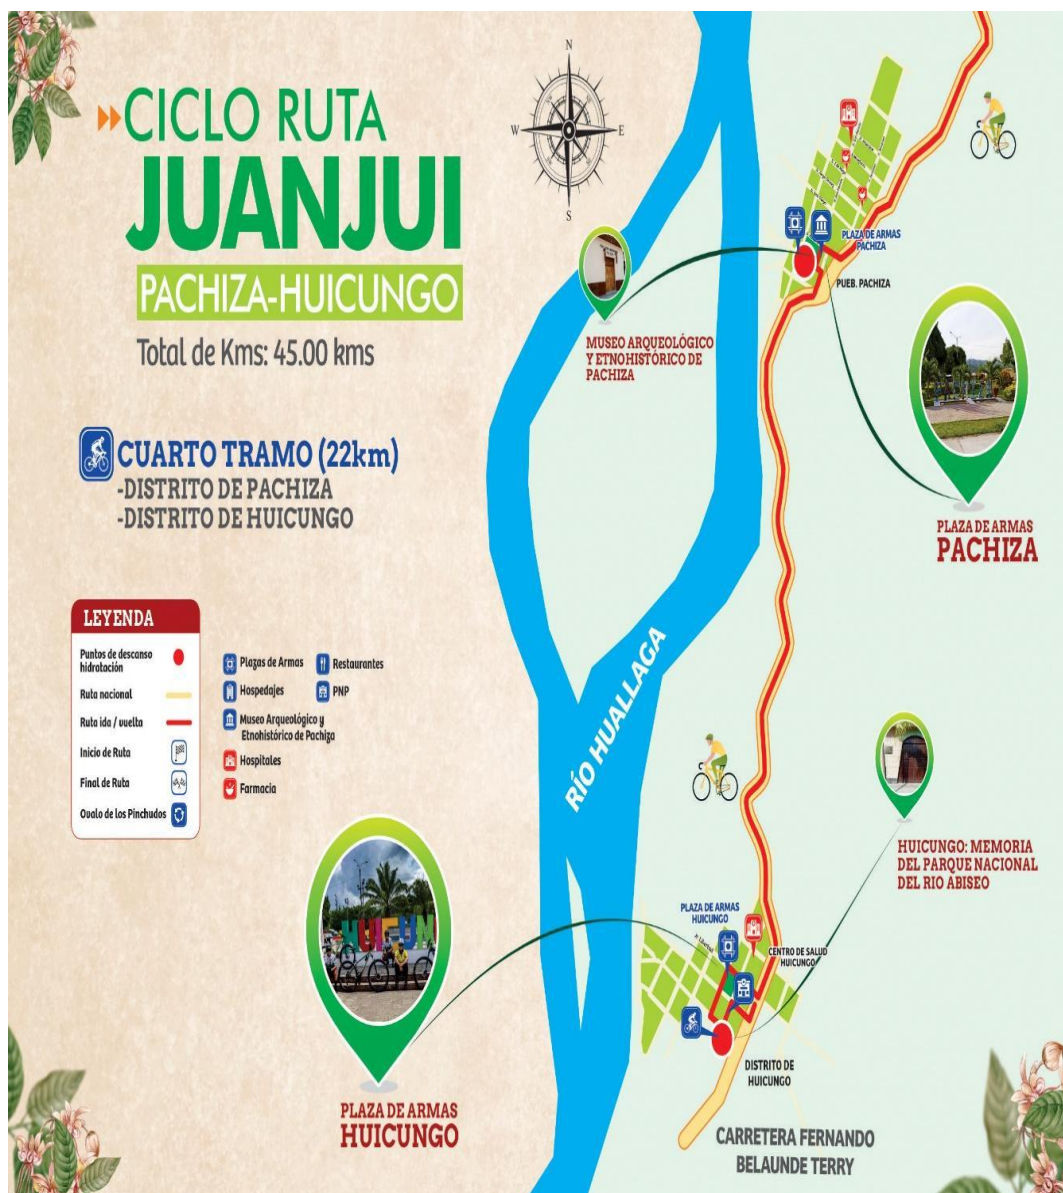 CICLO RUTA
JUANJUI
PACHIZA-HUICUNGO
Total de Kms: 45.00 kms
CUARTO TRAMO (22km)
-DISTRITO DE PACHIZA
-DISTRITO DE HUICUNGO
LEYENDA
Puntos de descanso
hidratación
Ruta nacional
Ruta ida / vuelta
Inicio de Ruta
Final de Ruta
Ovalo de los Pinchudos
Plazas de Armas
Hospedajes
Museo Arqueológico y
Etnohistórico de Pachiza
Hospitales
Farmacia
Restaurantes
PNP
N
W
E
S
PLAZA DE ARMAS
PACHIZA
PUEB. PACHIZA
MUSEO ARQUEOLÓGICO
Y ETNOHISTÓRICO DE
PACHIZA
PLAZA DE ARMAS
PACHIZA
RÍO HUALLAGA
HUICUNGO: MEMORIA
DEL PARQUE NACIONAL
DEL RIO ABISEO
PLAZA DE ARMAS
HUICUNGO
Jr. Libertad
CENTRO DE SALUD
HUICUNGO
DISTRITO DE
HUICUNGO
HUICUN
PLAZA DE ARMAS
HUICUNGO
CARRETERA FERNANDO
BELAUNDE TERRY